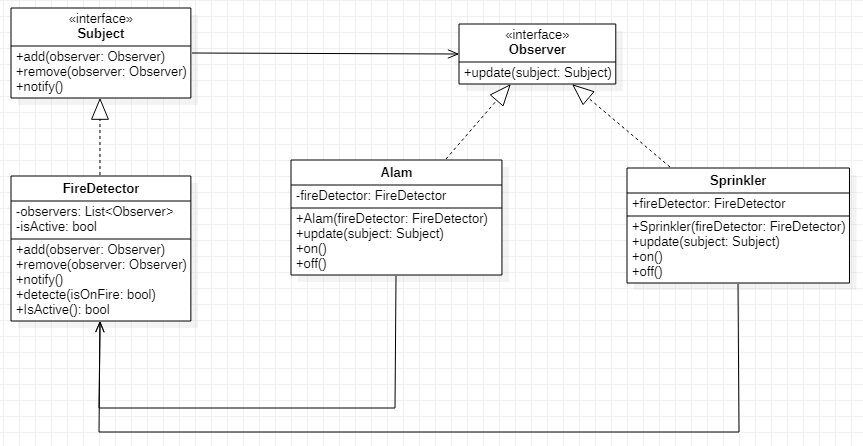 «interface»
Subject
+add(observer: Observer)
+remove(observer: Observer)
+notify()
«interface»
Observer
+update(subject: Subject)
FireDetector
-observers: List<Observer>
-isActive: bool
+add(observer: Observer)
+remove(observer: Observer)
+notify()
+detecte(isOnFire: bool)
+IsActive(): bool
Alam
-fireDetector: FireDetector
+Alam(fireDetector: FireDetector)
+update(subject: Subject)
+on()
+off()
Sprinkler
+fireDetector: FireDetector
+Sprinkler(fireDetector: FireDetector)
+update(subject: Subject)
+on()
+off()